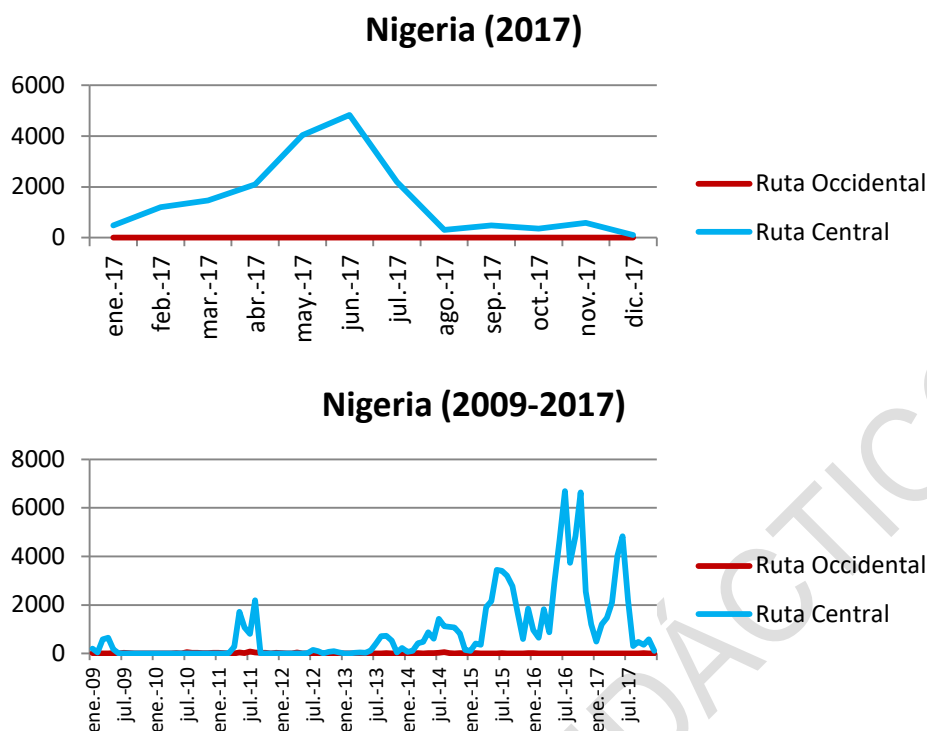 Nigeria (2017)
6000
4000
2000
0
ene.-17
feb.-17
mar.-17
abr.-17
may.-17
jun.-17
jul.-17
ago.-17
sep.-17
oct.-17
nov.-17
dic.-17
Ruta Occidental
Ruta Central
Nigeria (2009-2017)
8000
6000
4000
2000
0
ene.-09
jul.-09
ene.-10
jul.-10
ene.-11
jul.-11
ene.-12
jul.-12
ene.-13
jul.-13
ene.-14
jul.-14
ene.-15
jul.-15
ene.-16
jul.-16
ene.-17
jul.-17
Ruta Occidental
Ruta Central